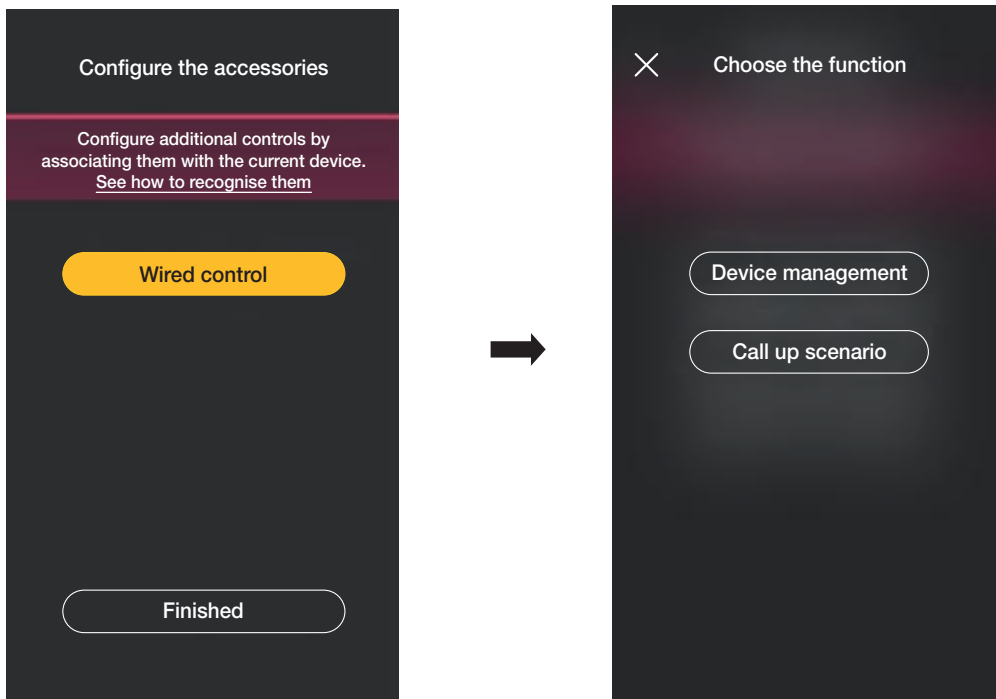 Configure the accessories
Configure additional controls by
associating them with the current device.
See how to recognise them
Wired control
Finished
Choose the function
Device management
Call up scenario